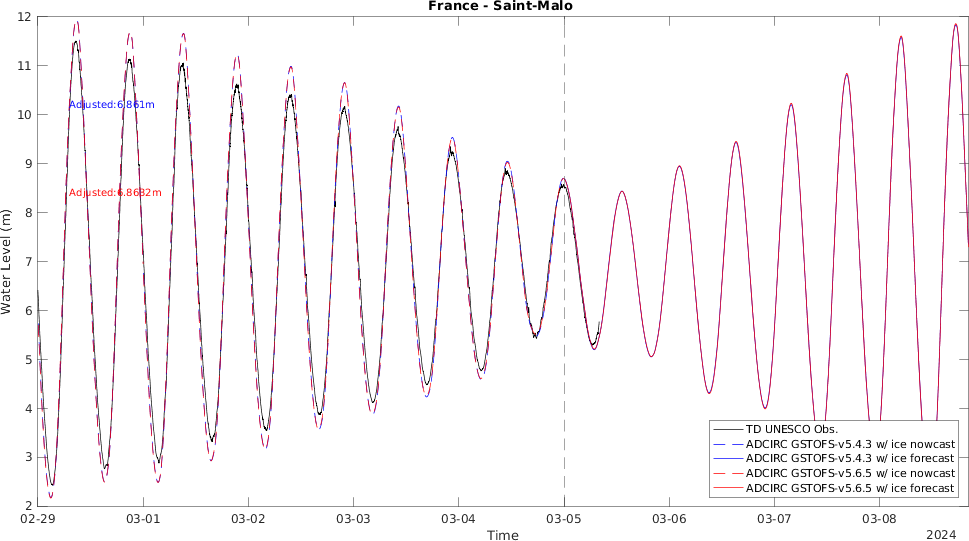 France - Saint-Malo
12
11
10
9
8
7
6
5
4
3
2
Water Level (m)
Adjusted:6.861m
Adjusted:6.8632m
TD UNESCO Obs.
ADCIRC GSTOFS-v5.4.3 w/ ice nowcast
ADCIRC GSTOFS-v5.4.3 w/ ice forecast
ADCIRC GSTOFS-v5.6.5 w/ ice nowcast
ADCIRC GSTOFS-v5.6.5 w/ ice forecast
02-29 03-01 03-02 03-03 03-04 03-05 03-06 03-07 03-08
Time
2024